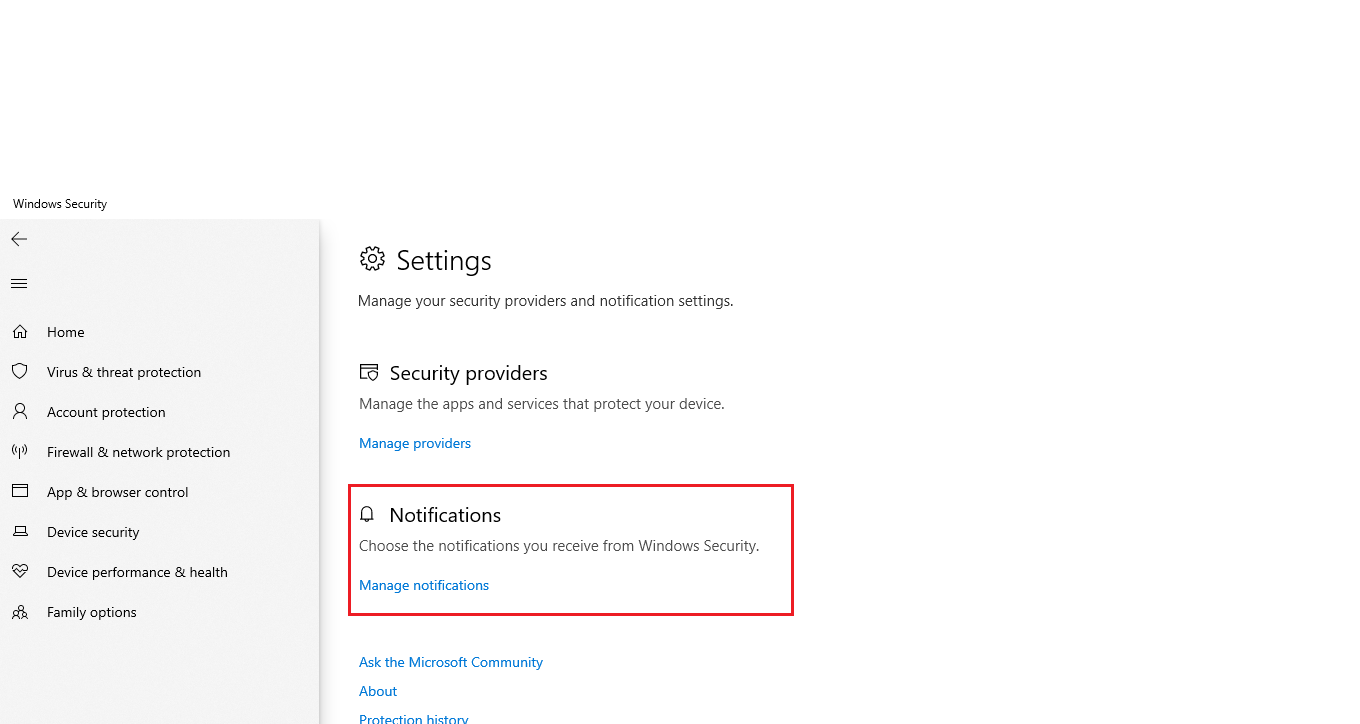 Windows Security
Home
Virus & threat protection
Account protection
Firewall & network protection
App & browser control
Device security
Device performance & health
Family options
Settings
Manage your security providers and notification settings.
Security providers
Manage the apps and services that protect your device.
Manage providers
Notifications
Choose the notifications you receive from Windows Security.
Manage notifications
Ask the Microsoft Community
About
Protection history